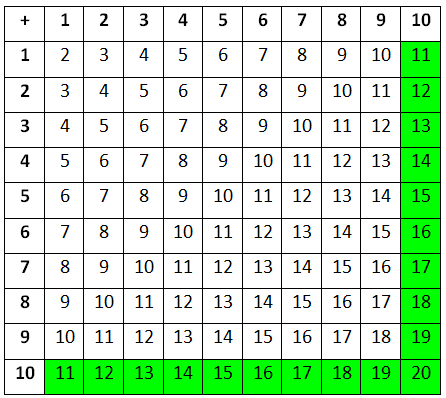 + 1 2 3 4 5 6 7 8 9 10
1 2 3 4 5 6 7 8 9 10 11
2 3 4 5 6 7 8 9 10 11 12
3 4 5 6 7 8 9 10 11 12 13
4 5 6 7 8 9 10 11 12 13 14
5 6 7 8 9 10 11 12 13 14 15
6 7 8 9 10 11 12 13 14 15 16
7 8 9 10 11 12 13 14 15 16 17
8 9 10 11 12 13 14 15 16 17 18
9 10 11 12 13 14 15 16 17 18 19
10 11 12 13 14 15 16 17 18 19 20